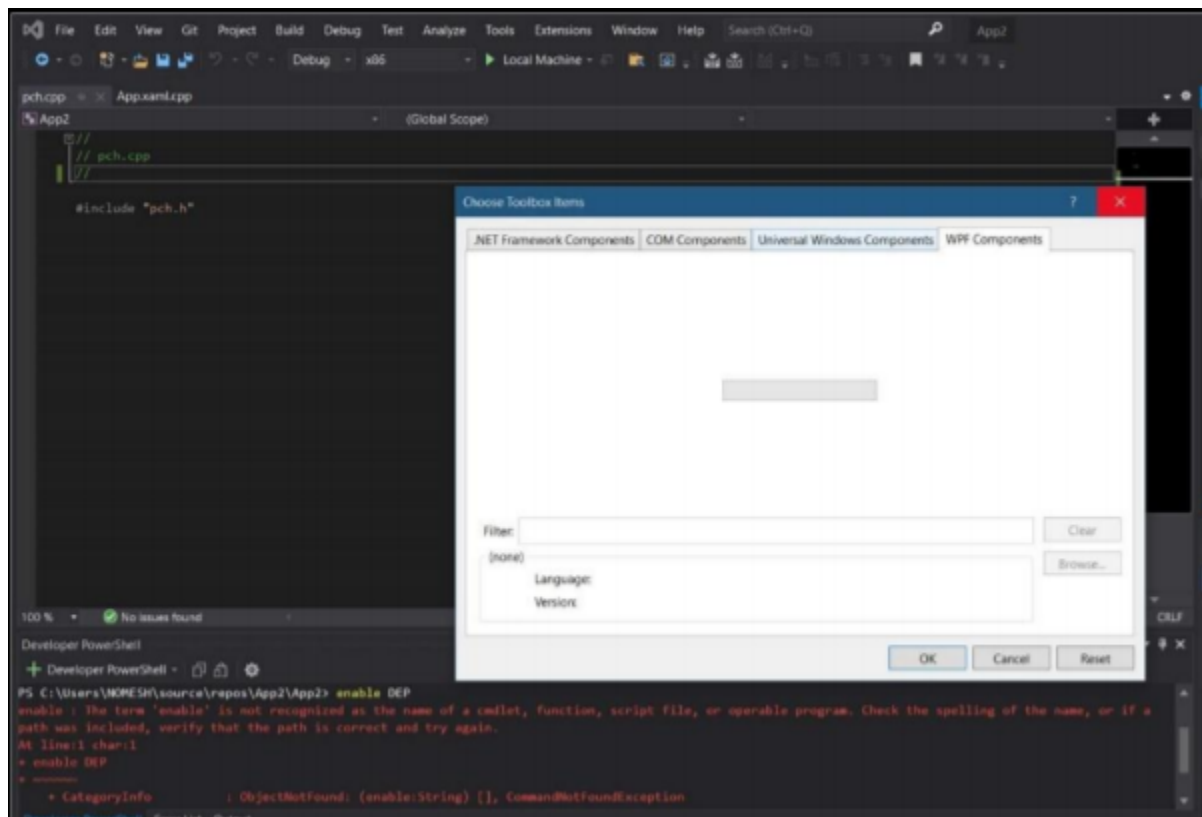 File Edit View Git Project Build Debug Test Analyze Tools Extensions Window Help Search (Ctrl+Q) App2
Debug x86 Local Machine
pch.cpp App.xaml.cpp
App2 (Global Scope)
//
// pch.cpp
//
#include "pch.h"
Choose Toolbox Items ?
.NET Framework Components COM Components Universal Windows Components WPF Components
Filter: Clear
(none) Browse...
Language:
Version:
OK Cancel Reset
100 % No issues found CRLF
Developer PowerShell
Developer PowerShell
PS C:\Users\NOMESH\source\repos\App2\App2> enable DEP
enable : The term 'enable' is not recognized as the name of a cmdlet, function, script file, or operable program. Check the spelling of the name, or if a
path was included, verify that the path is correct and try again.
At line:1 char:1
+ enable DEP
+ ~~~~~~
+ CategoryInfo : ObjectNotFound: (enable:String) [], CommandNotFoundException